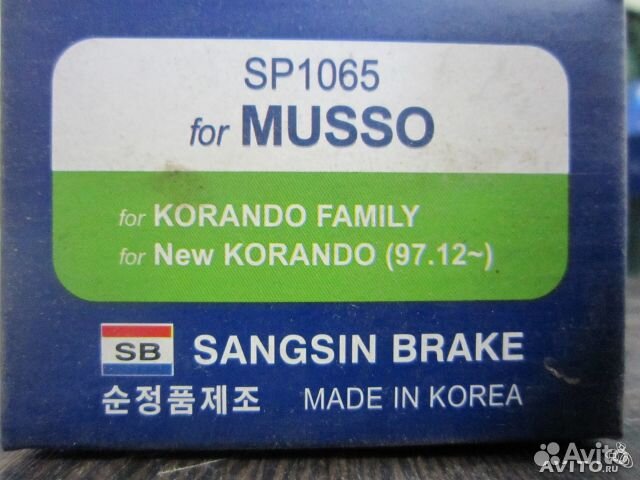 SP1065
for MUSSO
for KORANDO FAMILY
for New KORANDO (97.12~)
SB SANGSIN BRAKE
순정품제조 MADE IN KOREA
Avito
AVITO.RU